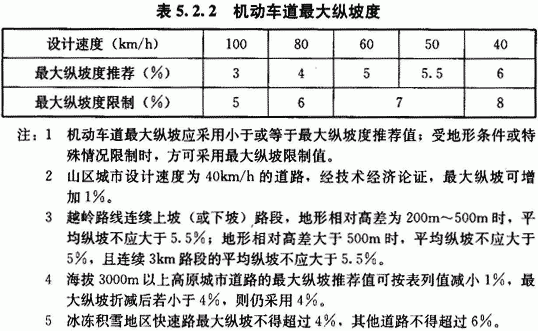 表 5.2.2 机动车道最大纵坡度
设计速度（km/h） 100 80 60 50 40
最大纵坡度推荐（%） 3 4 5 5.5 6
最大纵坡度限制（%） 5 6 7 8
注：1 机动车道最大纵坡应采用小于或等于最大纵坡度推荐值；受地形条件或特
殊情况限制时，方可采用最大纵坡限制值。
2 山区城市设计速度为 40km/h 的道路，经技术经济论证，最大纵坡可增
加 1%。
3 越岭路线连续上坡（或下坡）路段，地形相对高差为 200m～500m 时，平
均纵坡不应大于 5.5%；地形相对高差大于 500m 时，平均纵坡不应大于
5%，且连续 3km 路段的平均纵坡不应大于 5.5%。
4 海拔 3000m 以上高原城市道路的最大纵坡推荐值可按表列值减小 1%，最
大纵坡折减后若小于 4%，则仍采用 4%。
5 冰冻积雪地区快速路最大纵坡不得超过 4%，其他道路不得超过 6%。